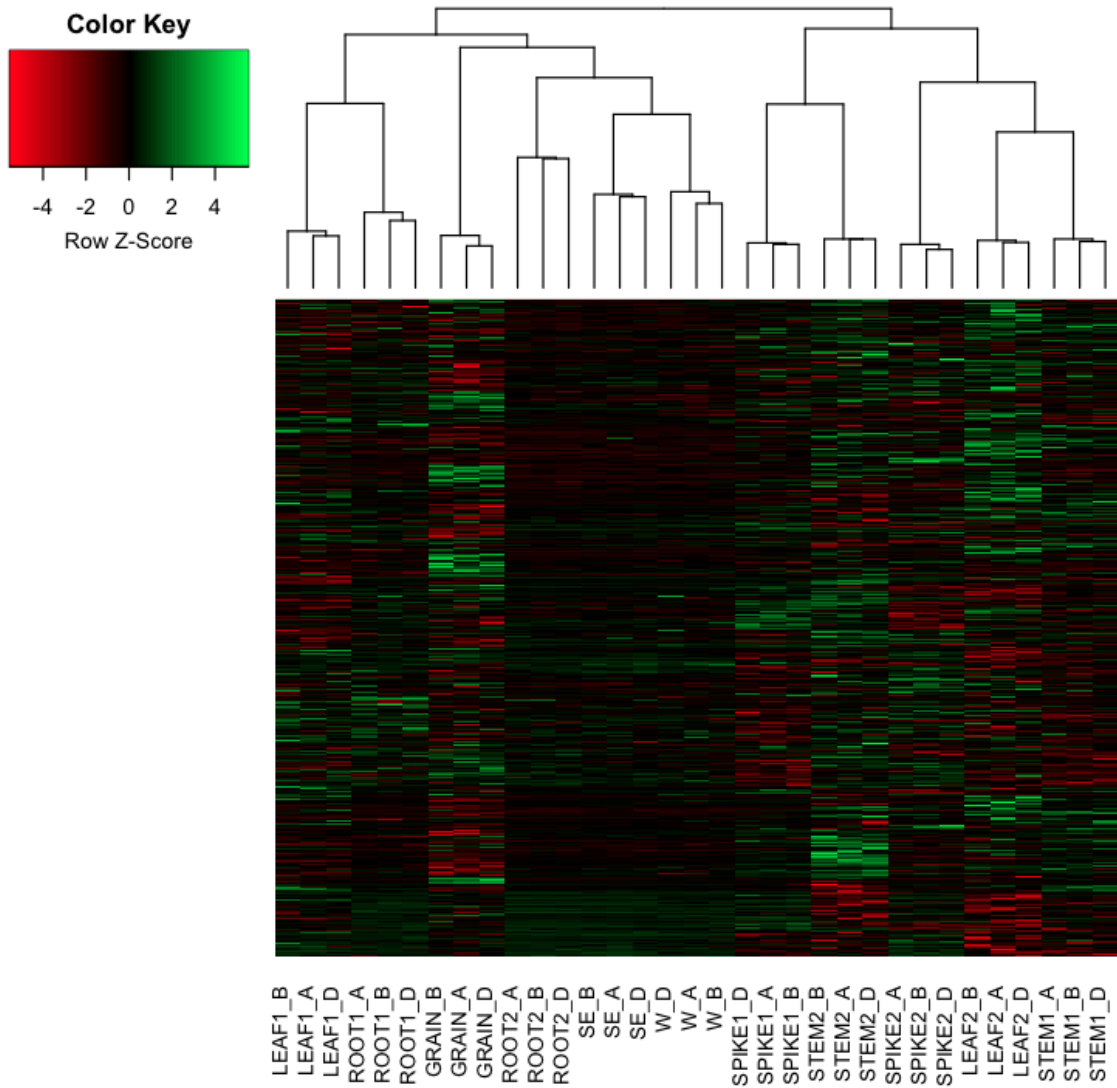 Color Key
-4 -2 0 2 4
Row Z-Score
LEAF1_B
LEAF1_A
LEAF1_D
ROOT1_A
ROOT1_B
ROOT1_D
GRAIN_B
GRAIN_A
GRAIN_D
ROOT2_A
ROOT2_B
ROOT2_D
SE_B
SE_A
SE_D
W_D
W_A
W_B
SPIKE1_D
SPIKE1_A
SPIKE1_B
STEM2_B
STEM2_A
STEM2_D
SPIKE2_A
SPIKE2_B
SPIKE2_D
LEAF2_B
LEAF2_A
LEAF2_D
STEM1_A
STEM1_B
STEM1_D